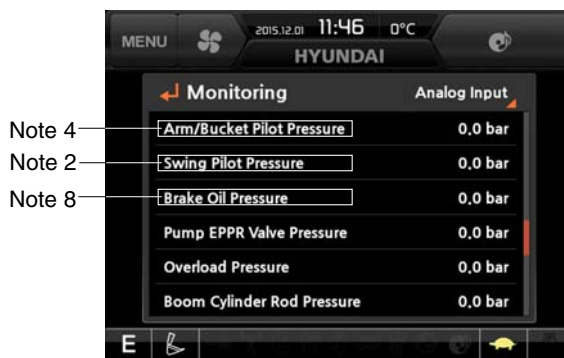 MENU 2015.12.01 11:46 0°C
HYUNDAI
Monitoring Analog Input
Note 4 Arm/Bucket Pilot Pressure 0.0 bar
Note 2 Swing Pilot Pressure 0.0 bar
Note 8 Brake Oil Pressure 0.0 bar
Pump EPPR Valve Pressure 0.0 bar
Overload Pressure 0.0 bar
Boom Cylinder Rod Pressure 0.0 bar
E